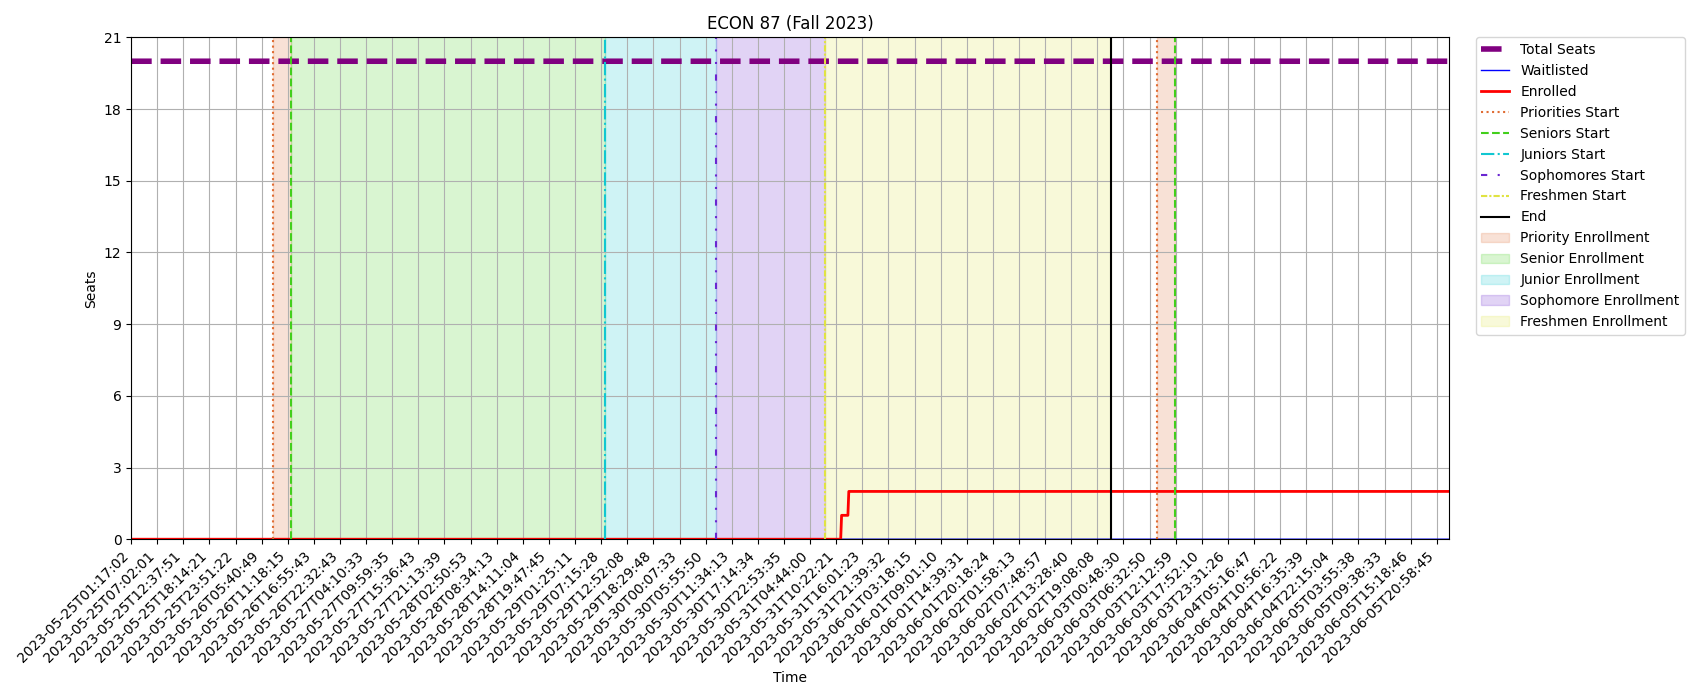 ECON 87 (Fall 2023)
21
18
15
12
9
6
3
0
Seats
2023-05-25T01:17:02
2023-05-25T07:02:01
2023-05-25T12:37:51
2023-05-25T18:14:21
2023-05-25T23:51:22
2023-05-26T05:40:49
2023-05-26T11:18:15
2023-05-26T16:55:43
2023-05-26T22:32:43
2023-05-27T04:10:33
2023-05-27T09:59:35
2023-05-27T15:36:43
2023-05-27T21:13:39
2023-05-28T02:50:53
2023-05-28T08:34:13
2023-05-28T14:11:04
2023-05-28T19:47:45
2023-05-29T01:25:11
2023-05-29T07:15:28
2023-05-29T12:52:08
2023-05-29T18:29:48
2023-05-30T00:07:33
2023-05-30T05:55:50
2023-05-30T11:34:13
2023-05-30T17:14:34
2023-05-30T22:53:35
2023-05-31T04:44:00
2023-05-31T10:22:21
2023-05-31T16:01:23
2023-05-31T21:39:32
2023-06-01T03:18:15
2023-06-01T09:01:10
2023-06-01T14:39:31
2023-06-01T20:18:24
2023-06-02T01:58:13
2023-06-02T07:48:57
2023-06-02T13:28:40
2023-06-02T19:08:08
2023-06-03T00:48:30
2023-06-03T06:32:50
2023-06-03T12:12:59
2023-06-03T17:52:10
2023-06-03T23:31:26
2023-06-04T05:16:47
2023-06-04T10:56:22
2023-06-04T16:35:39
2023-06-04T22:15:04
2023-06-05T03:55:38
2023-06-05T09:38:33
2023-06-05T15:18:46
2023-06-05T20:58:45
Time
Total Seats
Waitlisted
Enrolled
Priorities Start
Seniors Start
Juniors Start
Sophomores Start
Freshmen Start
End
Priority Enrollment
Senior Enrollment
Junior Enrollment
Sophomore Enrollment
Freshmen Enrollment